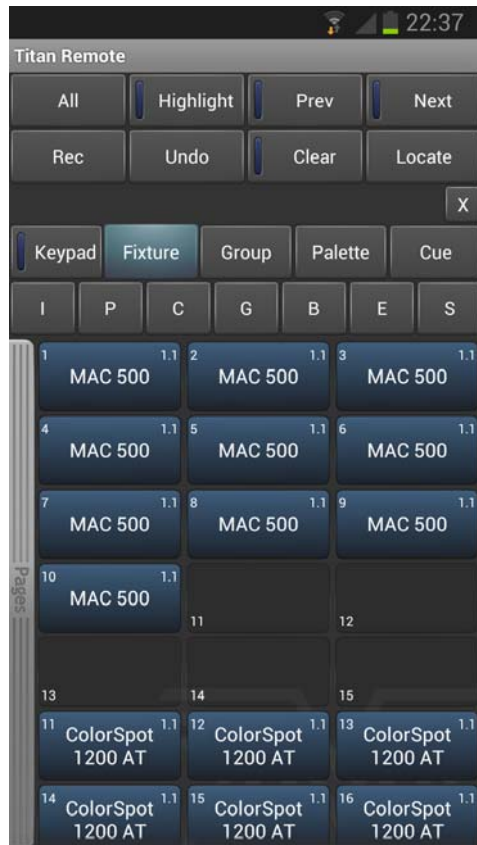 22:37
Titan Remote
All Highlight Prev Next
Rec Undo Clear Locate
X
Keypad Fixture Group Palette Cue
I P C G B E S
1 1.1 2 1.1 3 1.1
MAC 500 MAC 500 MAC 500
4 1.1 5 1.1 6 1.1
MAC 500 MAC 500 MAC 500
7 1.1 8 1.1 9 1.1
MAC 500 MAC 500 MAC 500
Pages
10 1.1
MAC 500
11 12
13 14 15
11 1.1 12 1.1 13 1.1
ColorSpot ColorSpot ColorSpot
1200 AT 1200 AT 1200 AT
14 1.1 15 1.1 16 1.1
ColorSpot ColorSpot ColorSpot
1200 AT 1200 AT 1200 AT